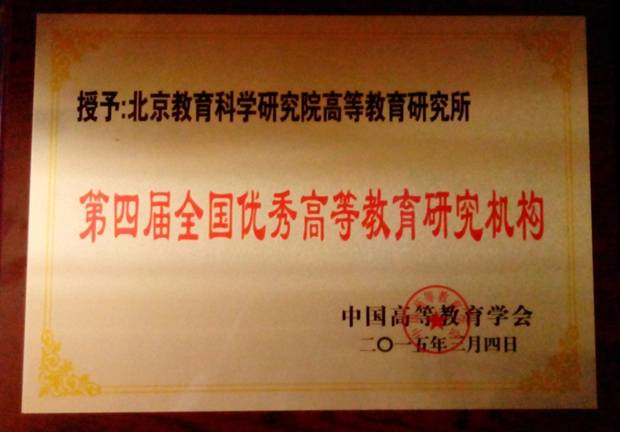 授予:北京教育科学研究院高等教育研究所
第四届全国优秀高等教育研究机构
中国高等教育学会
二〇一五年三月四日